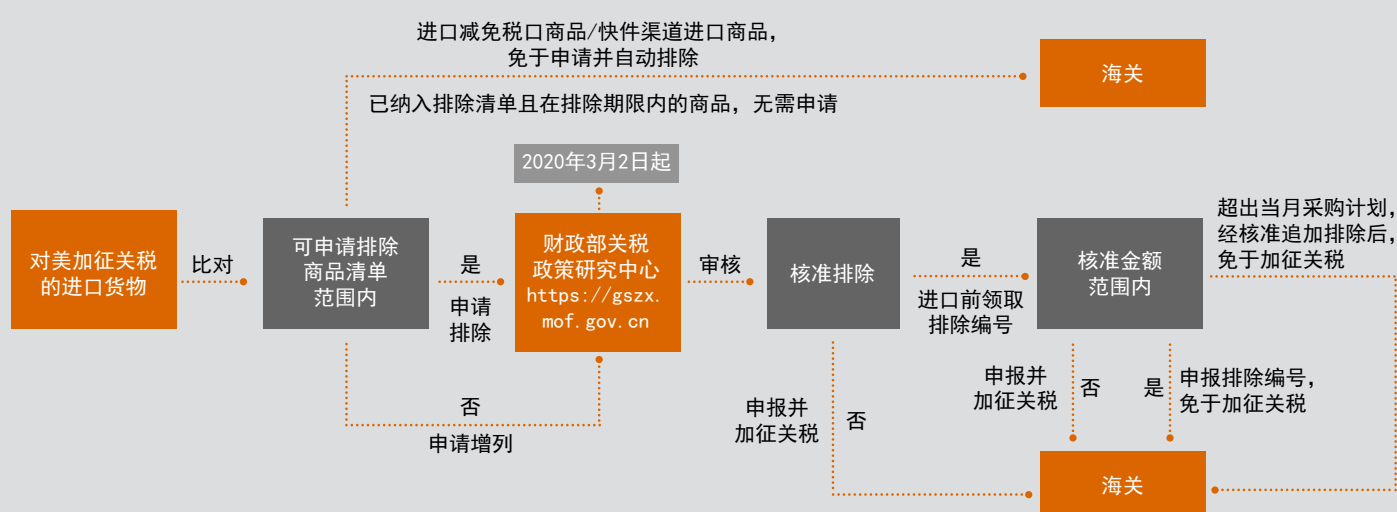 进口减免税口商品/快件渠道进口商品,
免于申请并自动排除
海关
已纳入排除清单且在排除期限内的商品, 无需申请
2020年3月2日起
对美加征关税
的进口货物
比对
可申请排除
商品清单
范围内
是
申请
排除
财政部关税
政策研究中心
https://gszx.
mof.gov.cn
审核
核准排除
是
进口前领取
排除编号
核准金额
范围内
超出当月采购计划,
经核准追加排除后,
免于加征关税
否
申请增列
申报并
加征关税
否
申报并
加征关税
否
是
申报排除编号,
免于加征关税
海关